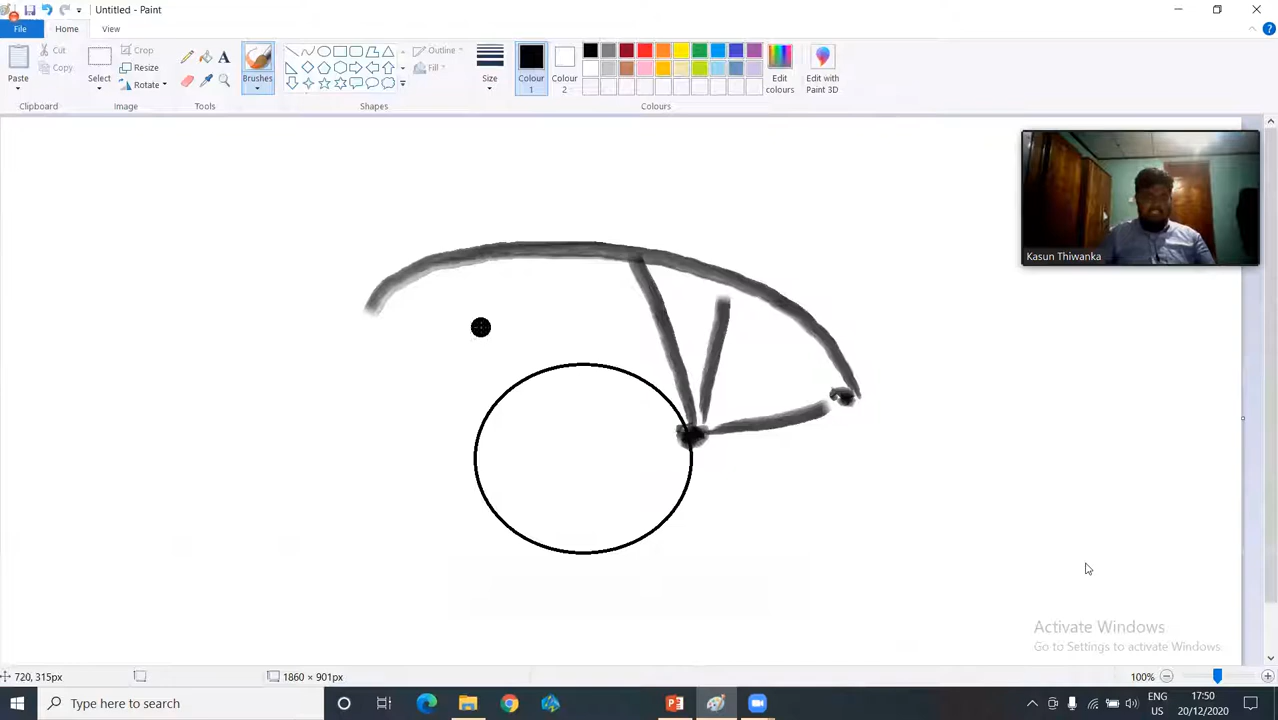 Untitled - Paint
File Home View
Paste
Cut
Copy
Clipboard
Select
Crop
Resize
Rotate
Image
Tools
Brushes
Shapes
Outline
Fill
Size
Colour 1
Colour 2
Edit colours
Edit with Paint 3D
Colours
Kasun Thiwanka
Activate Windows
Go to Settings to activate Windows.
720, 315px
1860 × 901px
100%
Type here to search
ENG
US
17:50
20/12/2020